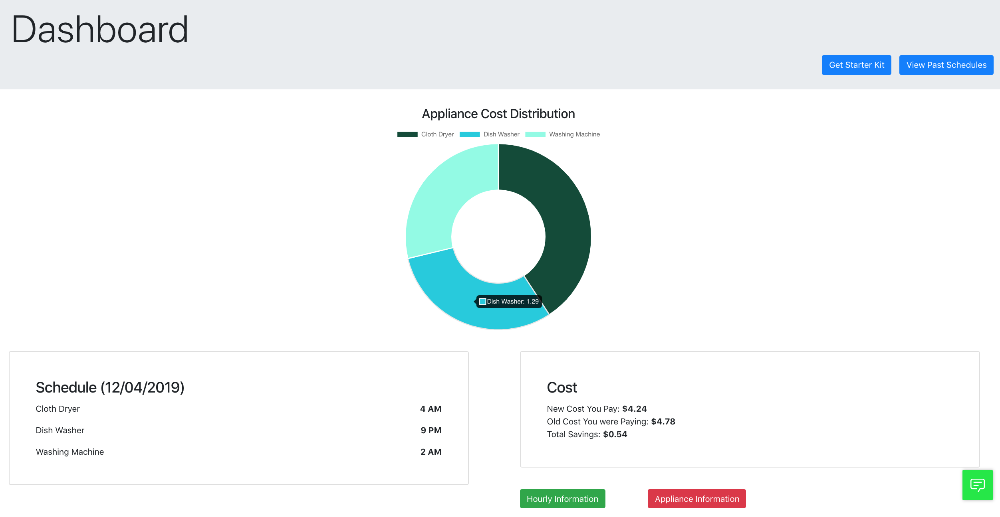 Dashboard
Get Starter Kit
View Past Schedules
Appliance Cost Distribution
Cloth Dryer
Dish Washer
Washing Machine
Dish Washer: 1.29
Schedule (12/04/2019)
Cloth Dryer 4 AM
Dish Washer 9 PM
Washing Machine 2 AM
Cost
New Cost You Pay: $4.24
Old Cost You were Paying: $4.78
Total Savings: $0.54
Hourly Information
Appliance Information